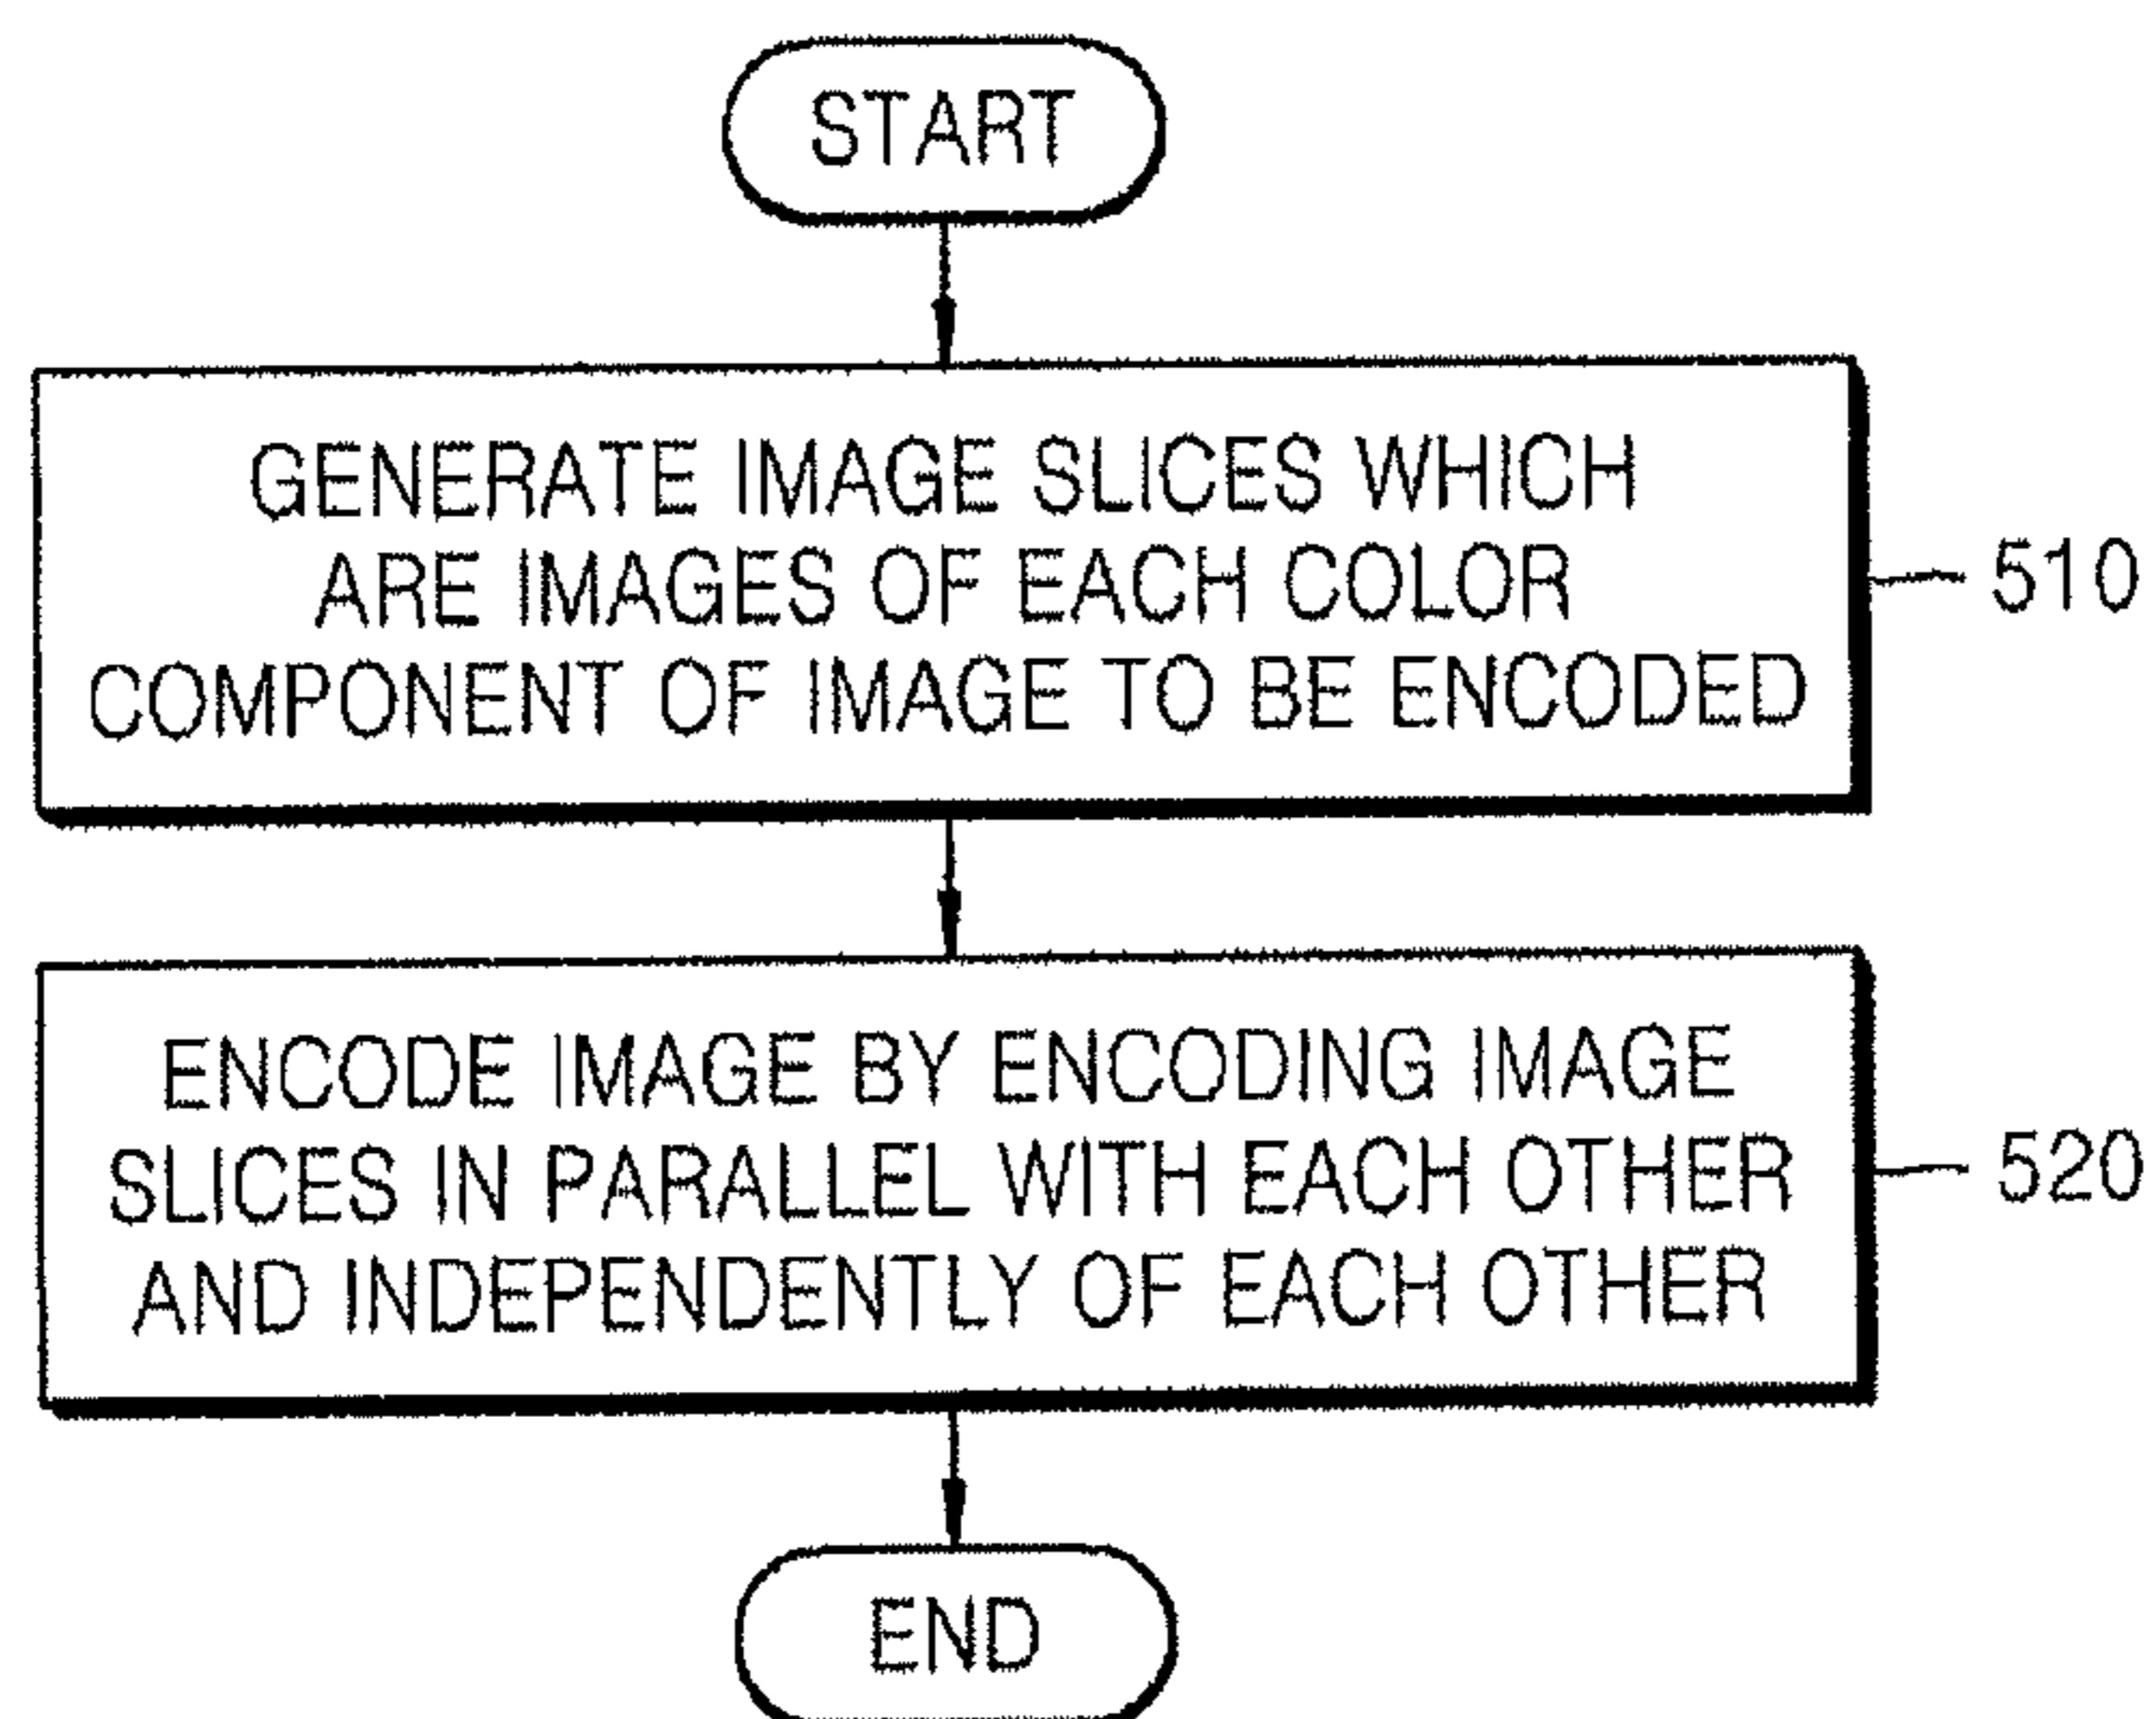 START
GENERATE IMAGE SLICES WHICH
ARE IMAGES OF EACH COLOR
COMPONENT OF IMAGE TO BE ENCODED
510
ENCODE IMAGE BY ENCODING IMAGE
SLICES IN PARALLEL WITH EACH OTHER
AND INDEPENDENTLY OF EACH OTHER
520
END